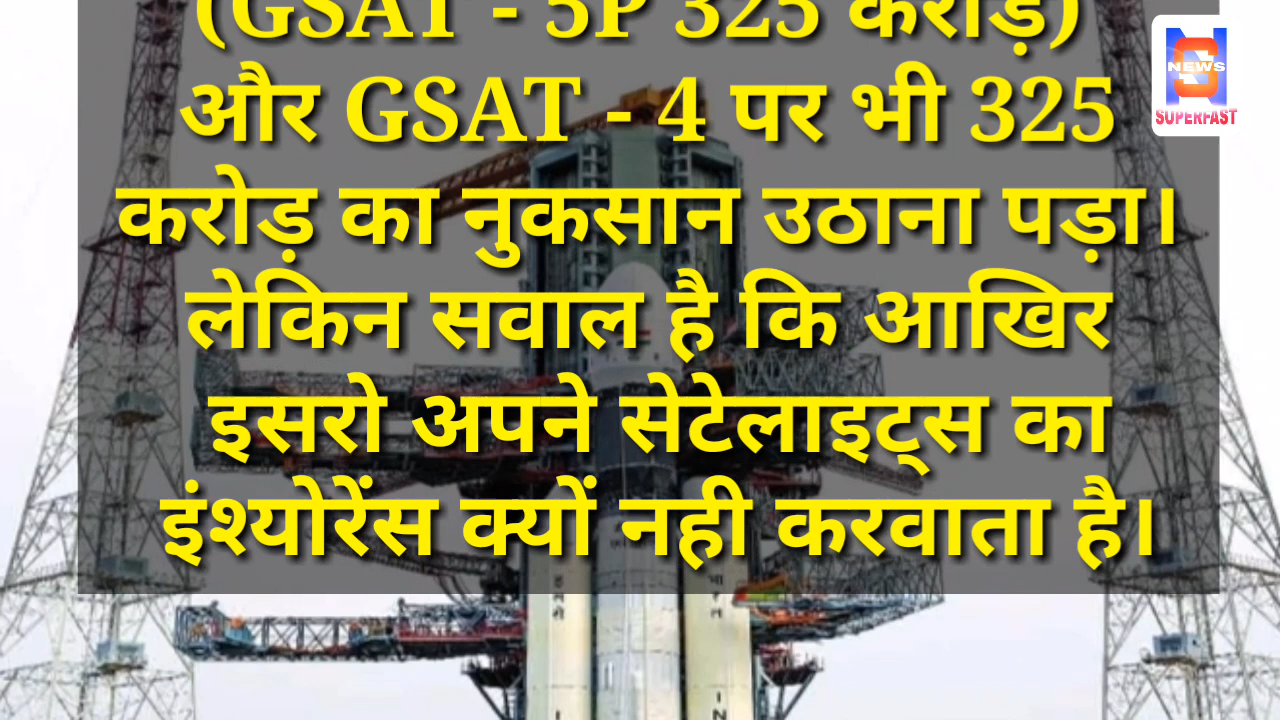 (GSAT - 5P 325 करोड़)
और GSAT - 4 पर भी 325
करोड़ का नुकसान उठाना पड़ा।
लेकिन सवाल है कि आखिर
इसरो अपने सेटेलाइट्स का
इंश्योरेंस क्यों नही करवाता है।
NEWS
SUPERFAST